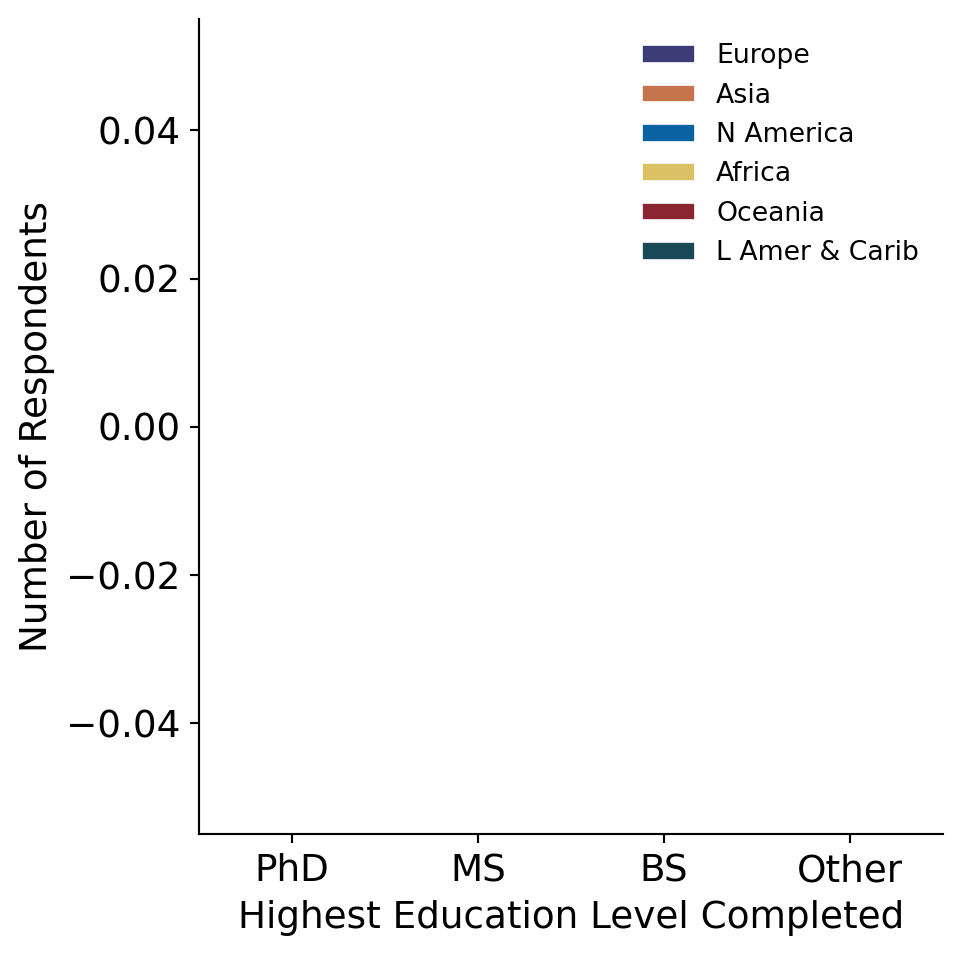 Europe
Asia
N America
Africa
Oceania
L Amer & Carib
Number of Respondents
0.04
0.02
0.00
−0.02
−0.04
PhD MS BS Other
Highest Education Level Completed